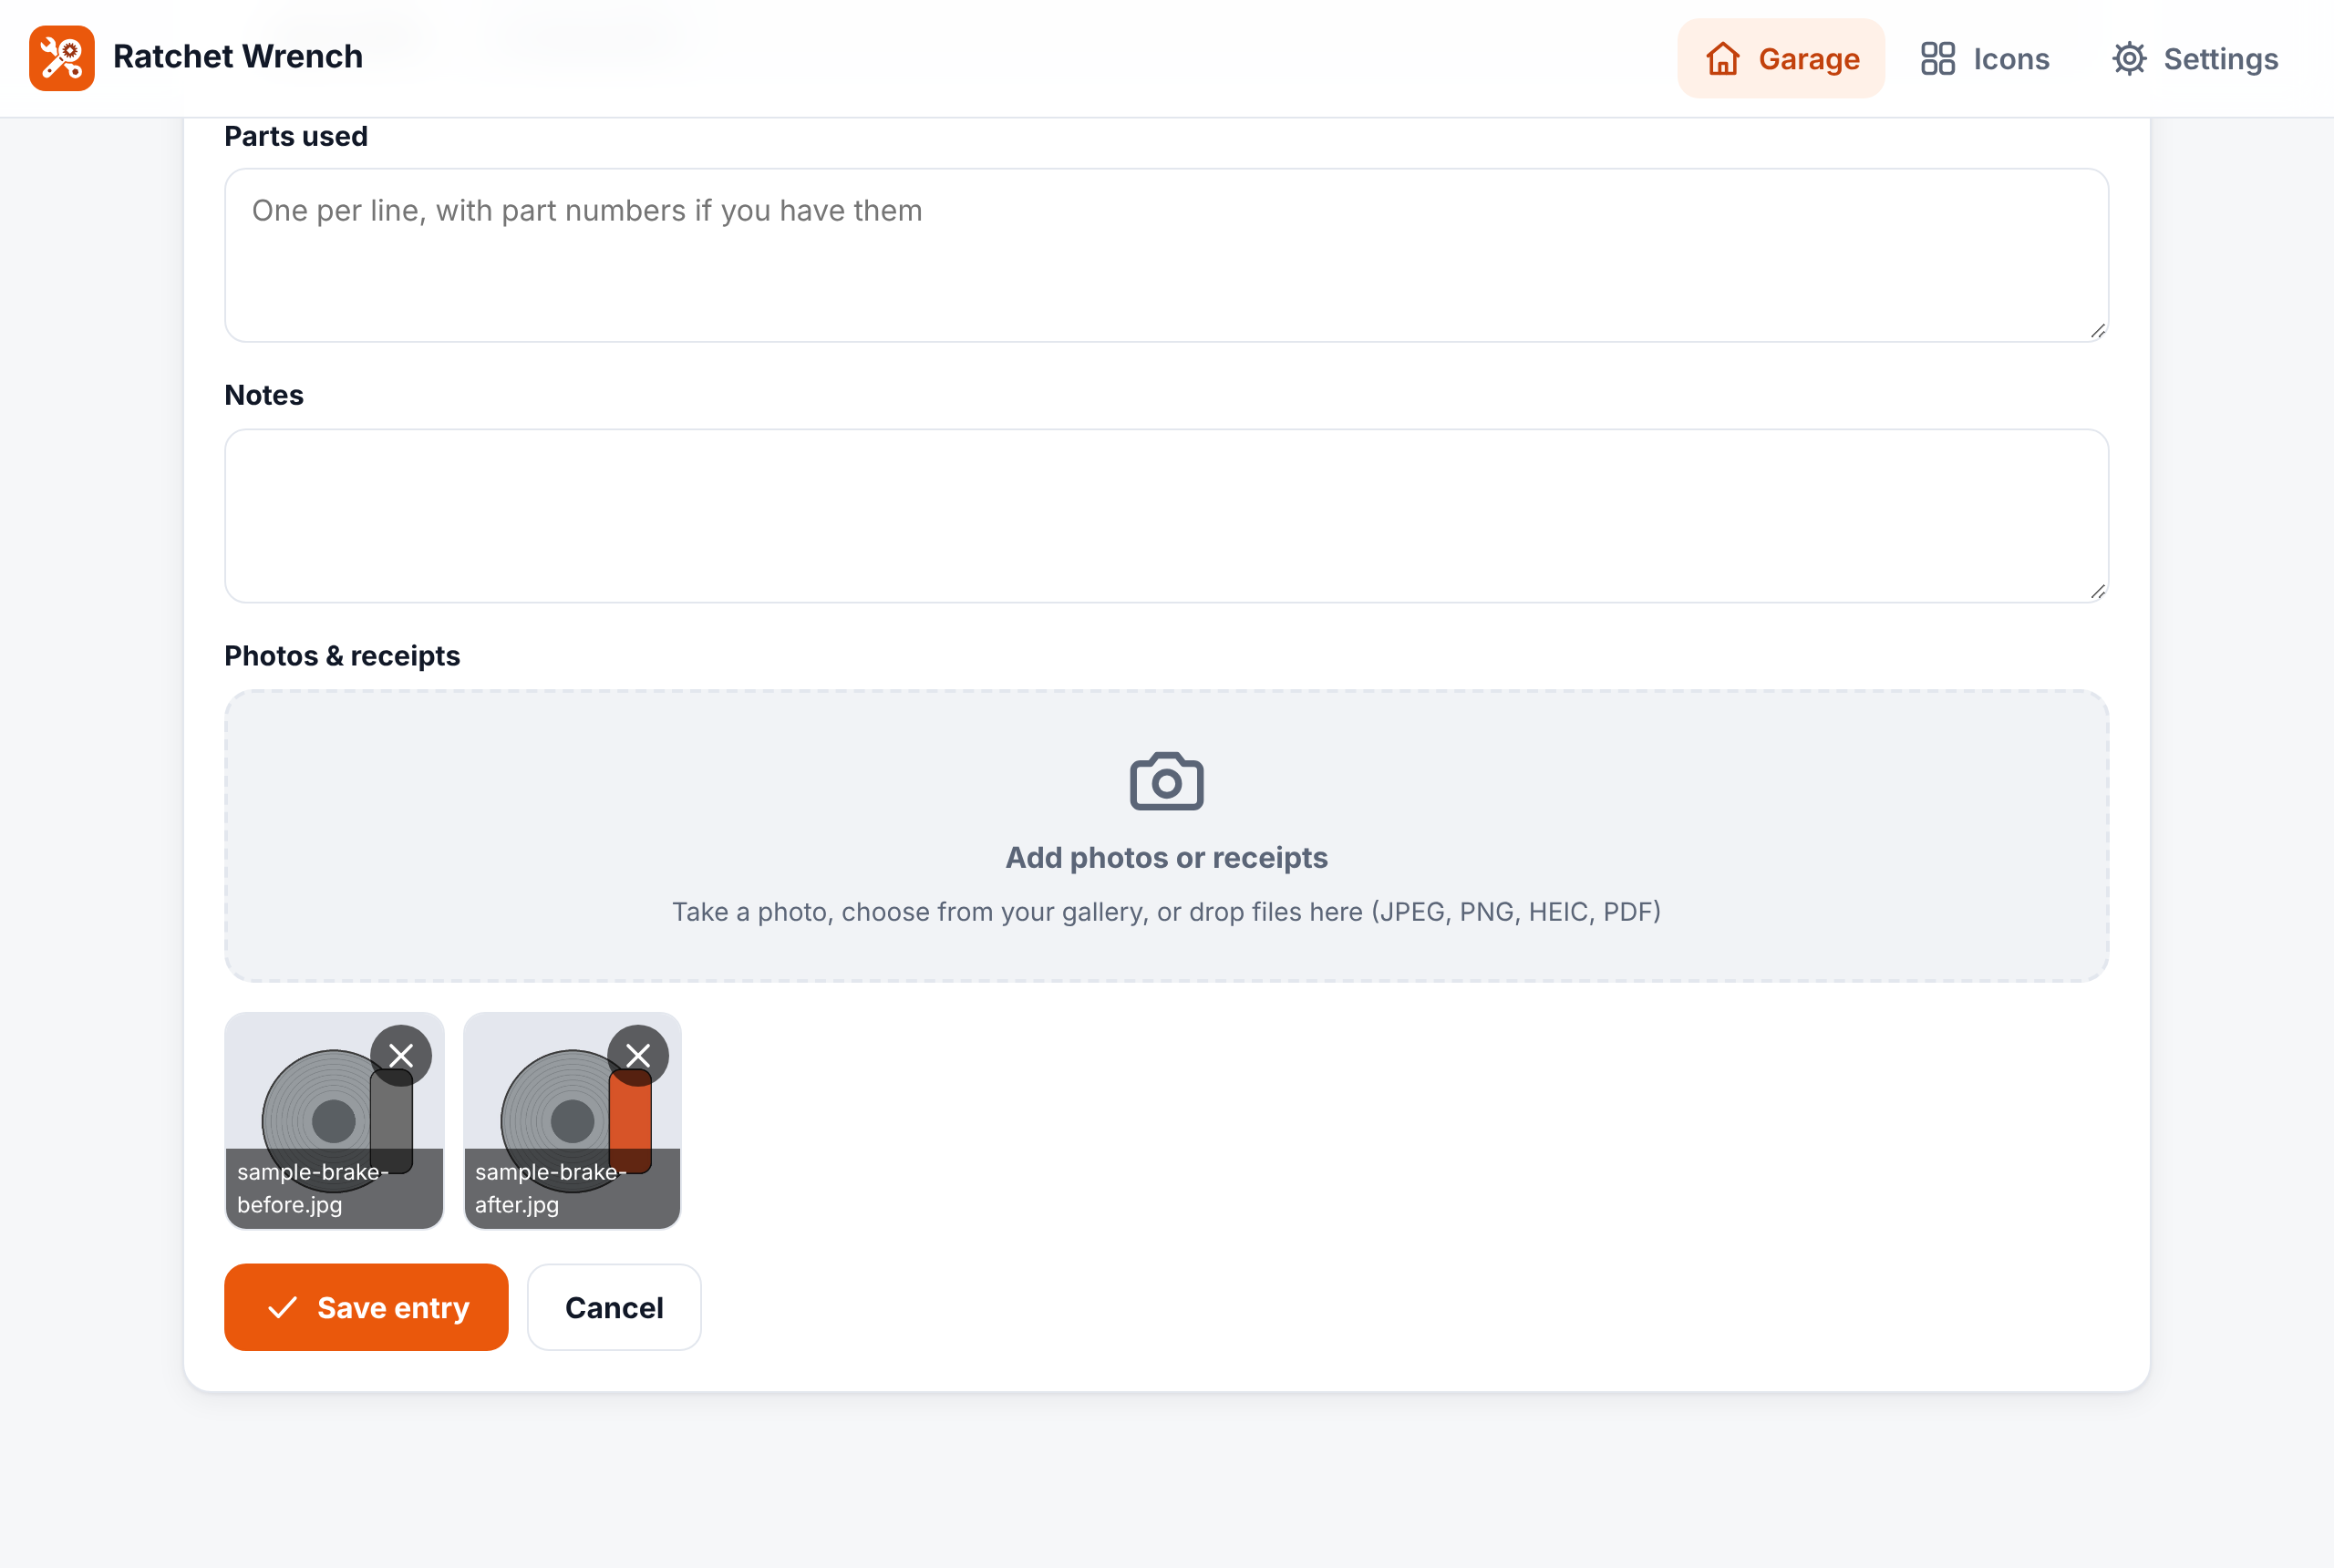 Ratchet Wrench
Garage
Icons
Settings
Parts used
One per line, with part numbers if you have them
Notes
Photos & receipts
Add photos or receipts
Take a photo, choose from your gallery, or drop files here (JPEG, PNG, HEIC, PDF)
sample-brake-
before.jpg
sample-brake-
after.jpg
Save entry
Cancel